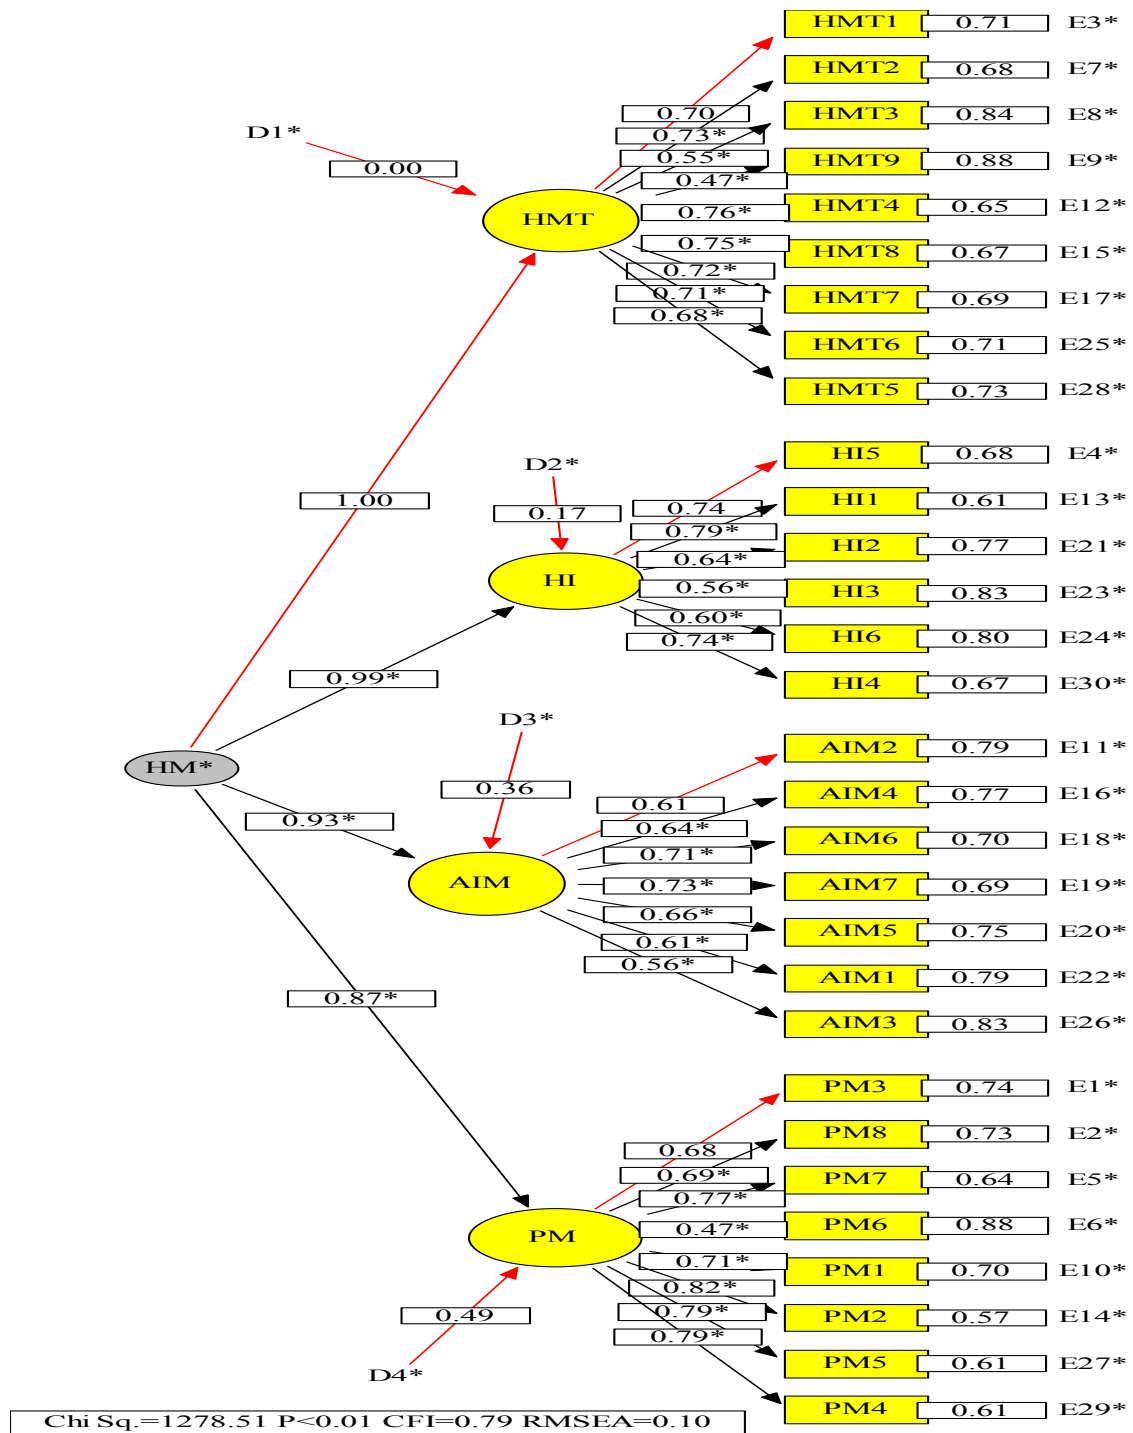 HMT1 0.71 E3*
HMT2 0.68 E7*
0.70
HMT3 0.84 E8*
D1*
0.73*
0.55*
HMT9 0.88 E9*
0.00
0.47*
HMT4 0.65 E12*
0.76*
HMT
0.75*
HMT8 0.67 E15*
0.72*
0.71*
HMT7 0.69 E17*
0.68*
HMT6 0.71 E25*
HMT5 0.73 E28*
HI5 0.68 E4*
D2*
1.00
HI1 0.61 E13*
0.74
0.17
0.79*
HI2 0.77 E21*
0.64*
HI
0.56*
HI3 0.83 E23*
0.60*
HI6 0.80 E24*
0.74*
0.99*
HI4 0.67 E30*
D3*
AIM2 0.79 E11*
HM*
0.36
AIM4 0.77 E16*
0.61
0.93*
0.64*
AIM6 0.70 E18*
0.71*
AIM
0.73*
AIM7 0.69 E19*
0.66*
AIM5 0.75 E20*
0.61*
0.56*
AIM1 0.79 E22*
0.87*
AIM3 0.83 E26*
PM3 0.74 E1*
PM8 0.73 E2*
0.68
0.69*
PM7 0.64 E5*
0.77*
PM6 0.88 E6*
0.47*
PM
0.71*
PM1 0.70 E10*
0.82*
0.79*
PM2 0.57 E14*
0.49
0.79*
PM5 0.61 E27*
D4*
PM4 0.61 E29*
Chi Sq.=1278.51 P<0.01 CFI=0.79 RMSEA=0.10